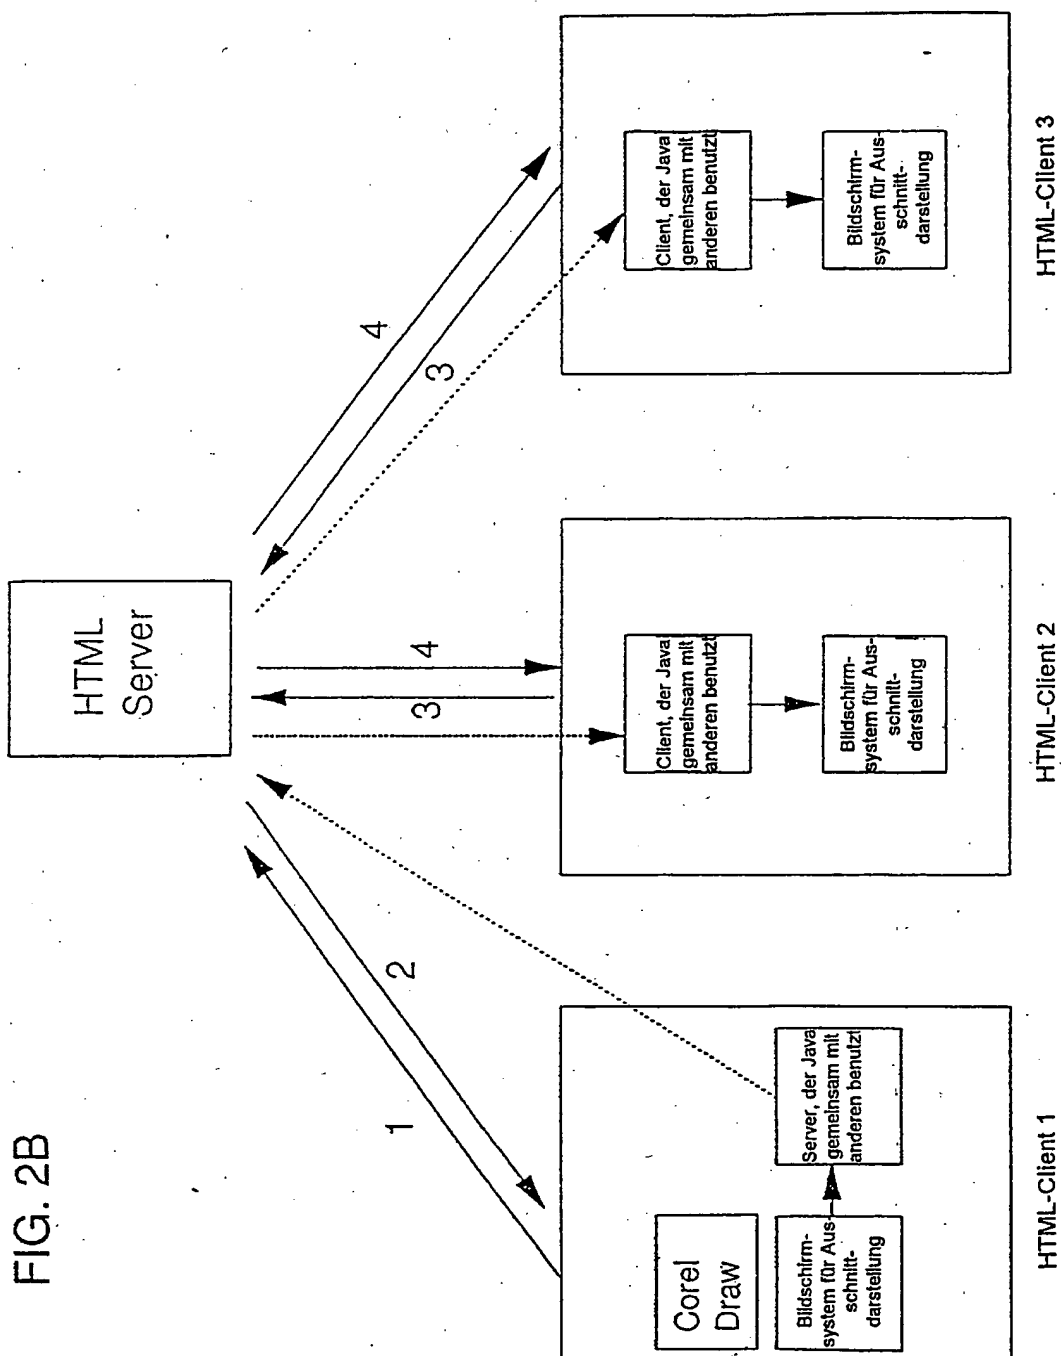 FIG. 2B
HTML
Server
1
2
3
4
3
4
Corel
Draw
Bildschirm-
system für Aus-
schnitt-
darstellung
Server, der Java
gemeinsam mit
anderen benutzt
HTML-Client 1
Client, der Java
gemeinsam mit
anderen benutzt
Bildschirm-
system für Aus-
schnitt-
darstellung
HTML-Client 2
Client, der Java
gemeinsam mit
anderen benutzt
Bildschirm-
system für Aus-
schnitt-
darstellung
HTML-Client 3